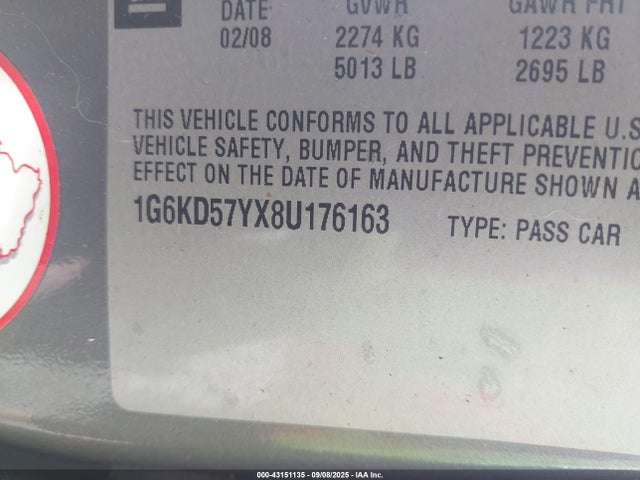 DATE GVWR GAWR FRT
02/08 2274 KG 1223 KG
5013 LB 2695 LB
THIS VEHICLE CONFORMS TO ALL APPLICABLE U.S
VEHICLE SAFETY, BUMPER, AND THEFT PREVENTIO
EFFECT ON THE DATE OF MANUFACTURE SHOWN A
1G6KD57YX8U176163 TYPE: PASS CAR
000-43151135 - 09/08/2025 - IAA Inc.